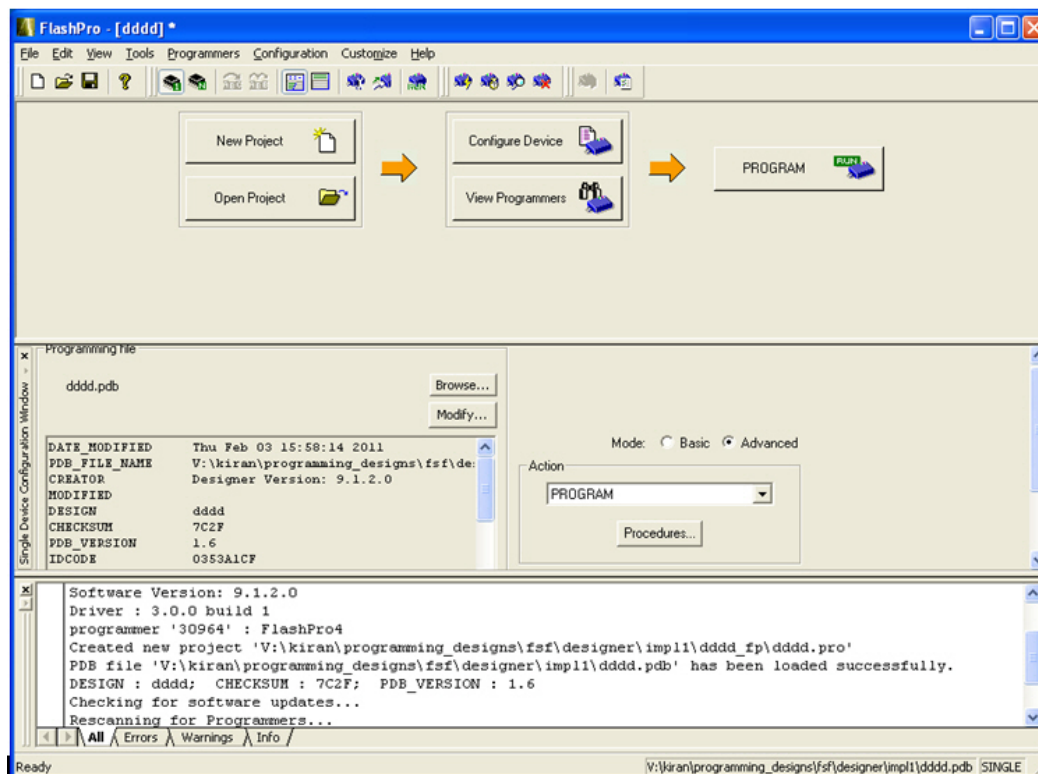 FlashPro - [dddd] *
File Edit View Tools Programmers Configuration Customize Help
New Project
Open Project
Configure Device
View Programmers
PROGRAM
RUN
Single Device Configuration Window
Programming file
dddd.pdb
Browse...
Modify...
DATE_MODIFIED Thu Feb 03 15:58:14 2011
PDB_FILE_NAME V:\kiran\programming_designs\fsf\de:
CREATOR Designer Version: 9.1.2.0
MODIFIED
DESIGN dddd
CHECKSUM 7C2F
PDB_VERSION 1.6
IDCODE 0353A1CF
Mode: Basic Advanced
Action
PROGRAM
Procedures...
Software Version: 9.1.2.0
Driver : 3.0.0 build 1
programmer '30964' : FlashPro4
Created new project 'V:\kiran\programming_designs\fsf\designer\impl1\dddd_fp\dddd.pro'
PDB file 'V:\kiran\programming_designs\fsf\designer\impl1\dddd.pdb' has been loaded successfully.
DESIGN : dddd; CHECKSUM : 7C2F; PDB_VERSION : 1.6
Checking for software updates...
Rescanning for Programmers...
All Errors Warnings Info
Ready
V:\kiran\programming_designs\fsf\designer\impl1\dddd.pdb SINGLE